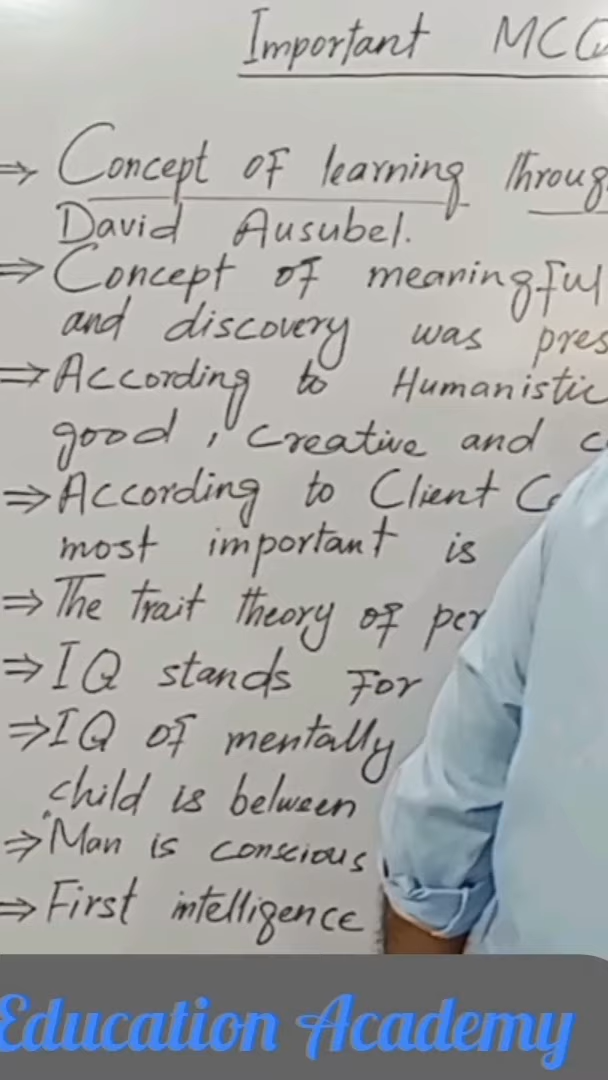 Important MCQ
⇒ Concept of learning throug
David Ausubel.
⇒ Concept of meaningful
and discovery was pres
⇒ According to Humanistic
good, creative and c
⇒ According to Client Ce
most important is
⇒ The trait theory of per
⇒ IQ stands for
⇒ IQ of mentally
child is between
⇒ "Man is conscious
⇒ First intelligence
Education Academy